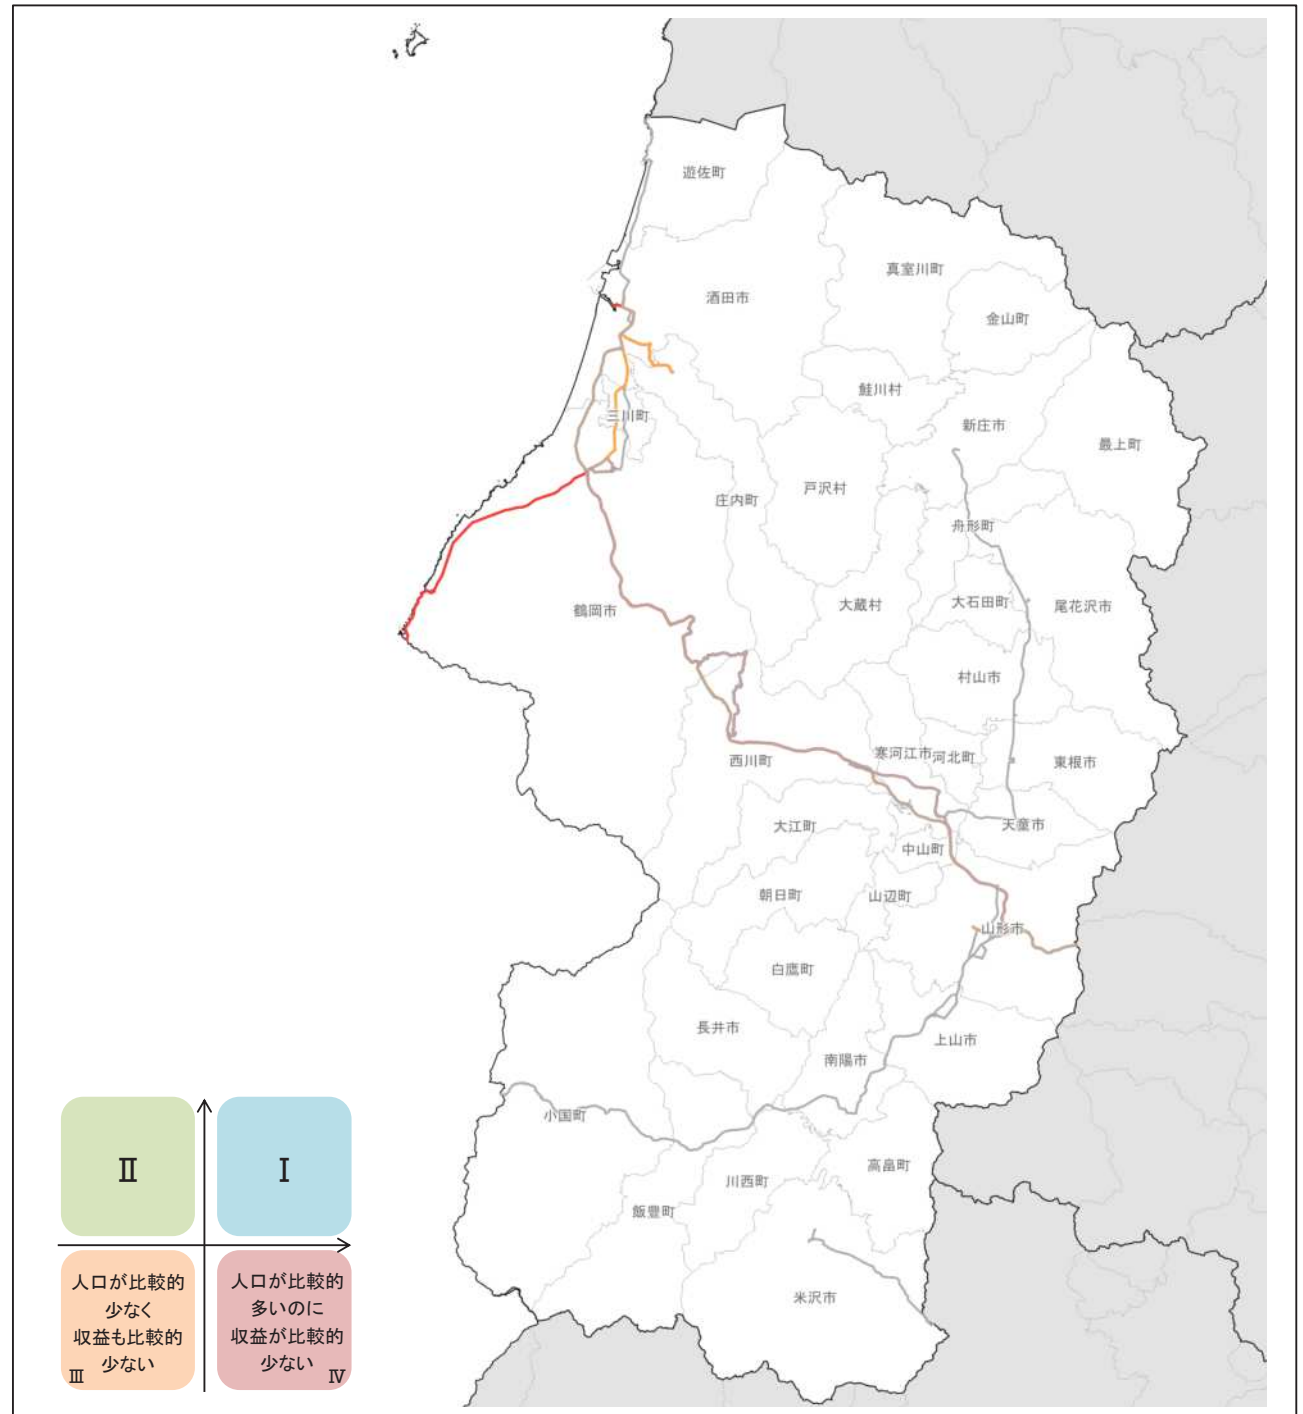 遊佐町
真室川町
酒田市
金山町
鮭川村
三川町
新庄市
最上町
戸沢村
庄内町
舟形町
鶴岡市
大蔵村
大石田町
尾花沢市
村山市
西川町
寒河江市
河北町
東根市
大江町
天童市
中山町
朝日町
山辺町
山形市
白鷹町
長井市
南陽市
上山市
小国町
高畠町
川西町
飯豊町
米沢市
Ⅱ
Ⅰ
人口が比較的
少なく
収益も比較的
少ない
Ⅲ
人口が比較的
多いのに
収益が比較的
少ない
Ⅳ